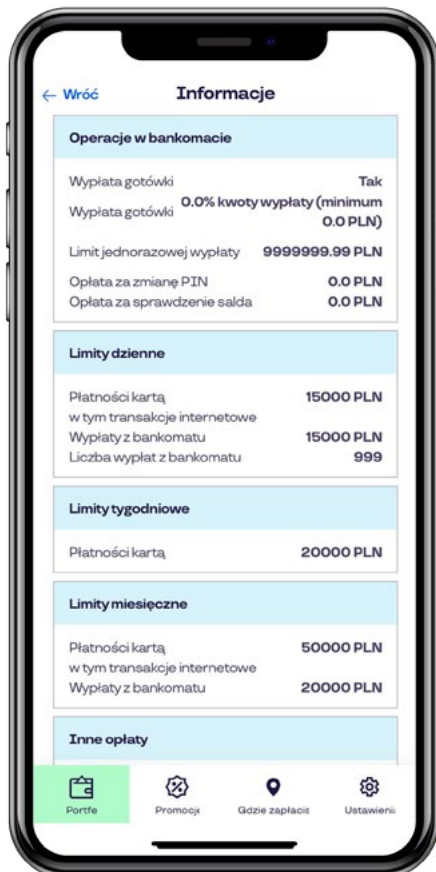 ← Wróć Informacje
Operacje w bankomacie
Wypłata gotówki Tak
Wypłata gotówki 0.0% kwoty wypłaty (minimum
0.0 PLN)
Limit jednorazowej wypłaty 9999999.99 PLN
Opłata za zmianę PIN 0.0 PLN
Opłata za sprawdzenie salda 0.0 PLN
Limity dzienne
Płatności kartą 15000 PLN
w tym transakcje internetowe
Wypłaty z bankomatu 15000 PLN
Liczba wypłat z bankomatu 999
Limity tygodniowe
Płatności kartą 20000 PLN
Limity miesięczne
Płatności kartą 50000 PLN
w tym transakcje internetowe
Wypłaty z bankomatu 20000 PLN
Inne opłaty
Portfe Promocje Gdzie zapłacis Ustawieni